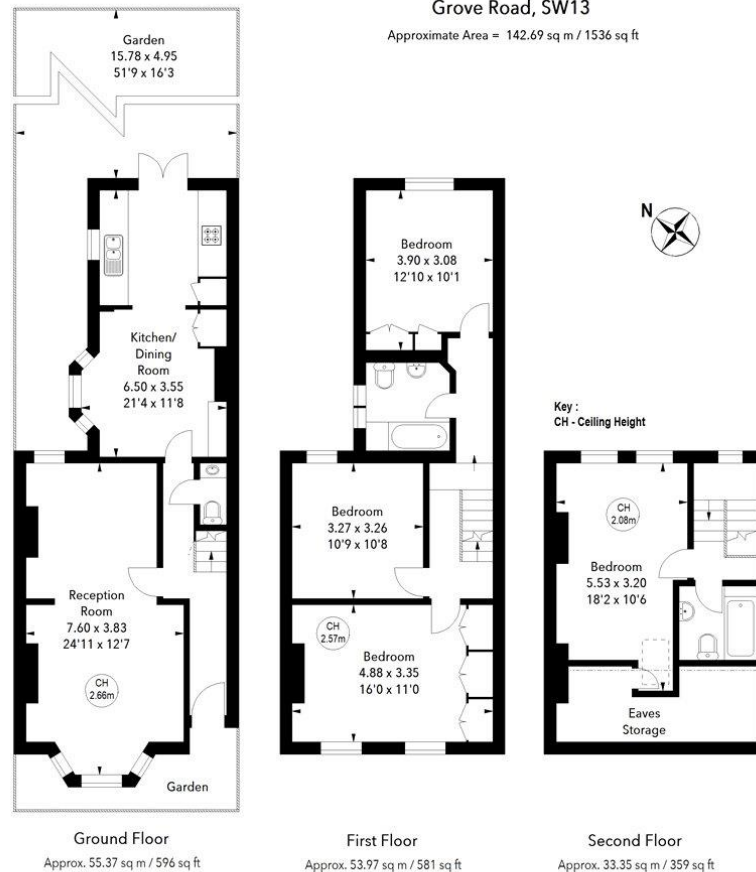 Grove Road, SW13
Approximate Area = 142.69 sq m / 1536 sq ft
Garden
15.78 x 4.95
51'9 x 16'3
N
Kitchen/
Dining
Room
6.50 x 3.55
21'4 x 11'8
Reception
Room
7.60 x 3.83
24'11 x 12'7
CH
2.66m
Garden
Ground Floor
Approx. 55.37 sq m / 596 sq ft
Bedroom
3.90 x 3.08
12'10 x 10'1
Bedroom
3.27 x 3.26
10'9 x 10'8
CH
2.57m
Bedroom
4.88 x 3.35
16'0 x 11'0
First Floor
Approx. 53.97 sq m / 581 sq ft
Key :
CH - Ceiling Height
CH
2.08m
Bedroom
5.53 x 3.20
18'2 x 10'6
Eaves
Storage
Second Floor
Approx. 33.35 sq m / 359 sq ft